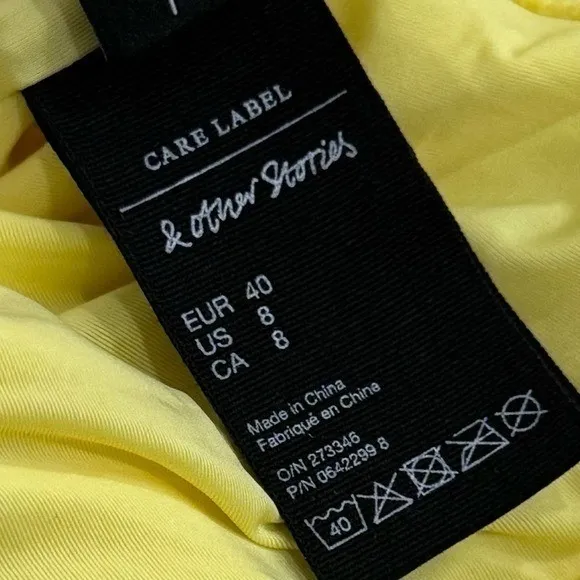 CARE LABEL
& other Stories
EUR 40
US 8
CA 8
Made in China
Fabriqué en Chine
O/N 273346
P/N 0642299 8
40